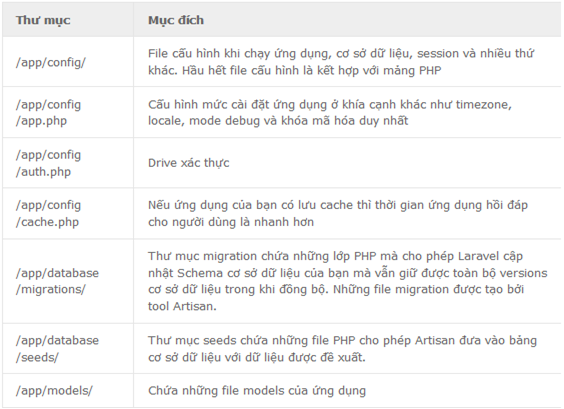 Thư mục
Mục đích
/app/config/
File cấu hình khi chạy ứng dụng, cơ sở dữ liệu, session và nhiều thứ
khác. Hầu hết file cấu hình là kết hợp với mảng PHP
/app/config
/app.php
Cấu hình mức cài đặt ứng dụng ở khía cạnh khác như timezone,
locale, mode debug và khóa mã hóa duy nhất
/app/config
/auth.php
Drive xác thực
/app/config
/cache.php
Nếu ứng dụng của bạn có lưu cache thì thời gian ứng dụng hồi đáp
cho người dùng là nhanh hơn
/app/database
/migrations/
Thư mục migration chứa những lớp PHP mà cho phép Laravel cập
nhật Schema cơ sở dữ liệu của bạn mà vẫn giữ được toàn bộ versions
cơ sở dữ liệu trong khi đồng bộ. Những file migration được tạo bởi
tool Artisan.
/app/database
/seeds/
Thư mục seeds chứa những file PHP cho phép Artisan đưa vào bảng
cơ sở dữ liệu với dữ liệu được đề xuất.
/app/models/
Chứa những file models của ứng dụng